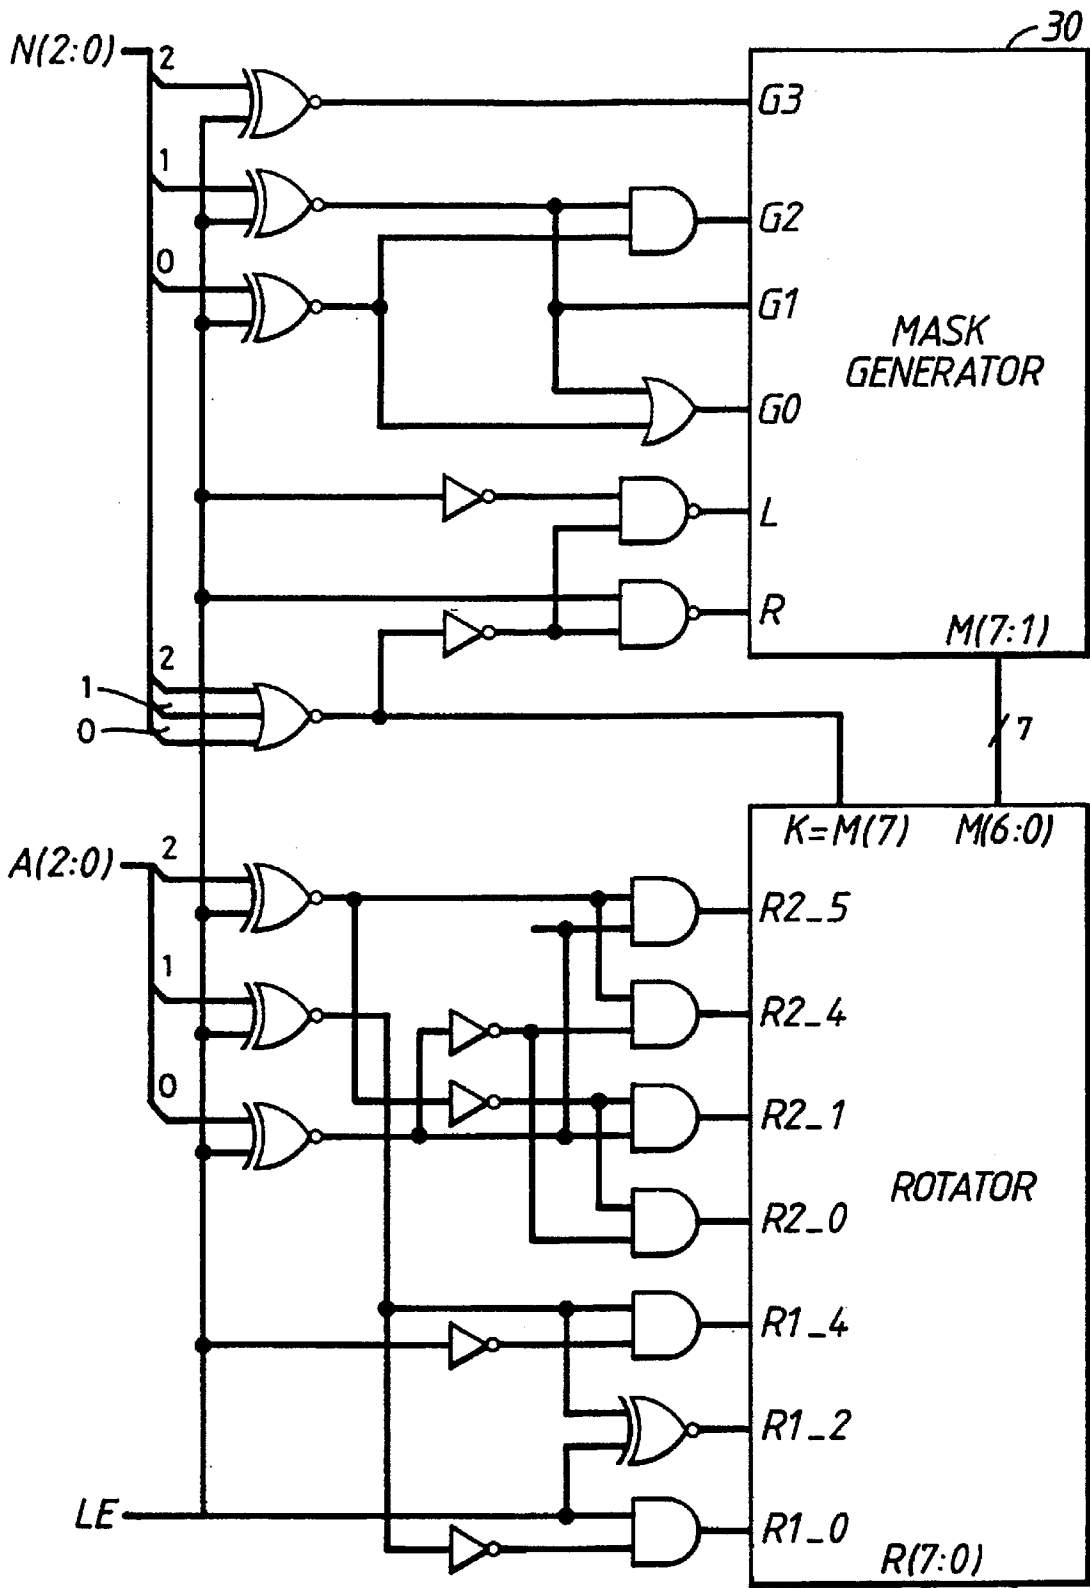 30
N(2:0)
2
G3
1
G2
0
G1
MASK
GENERATOR
G0
L
R
M(7:1)
2
1
0
7
K=M(7) M(6:0)
A(2:0)
2
R2_5
1
R2_4
0
R2_1
ROTATOR
R2_0
R1_4
R1_2
LE
R1_0
R(7:0)